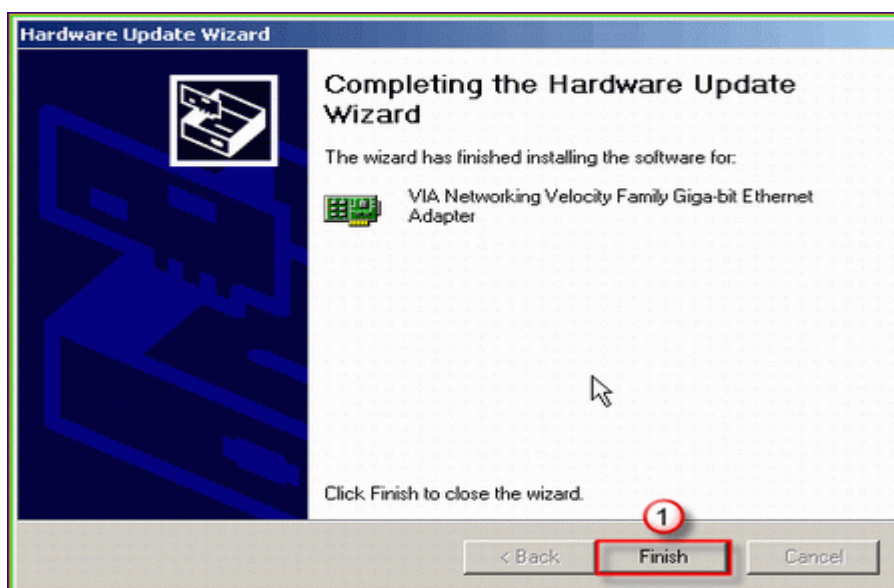 Hardware Update Wizard
Completing the Hardware Update
Wizard
The wizard has finished installing the software for:
VIA Networking Velocity Family Giga-bit Ethernet
Adapter
Click Finish to close the wizard.
1
< Back Finish Cancel